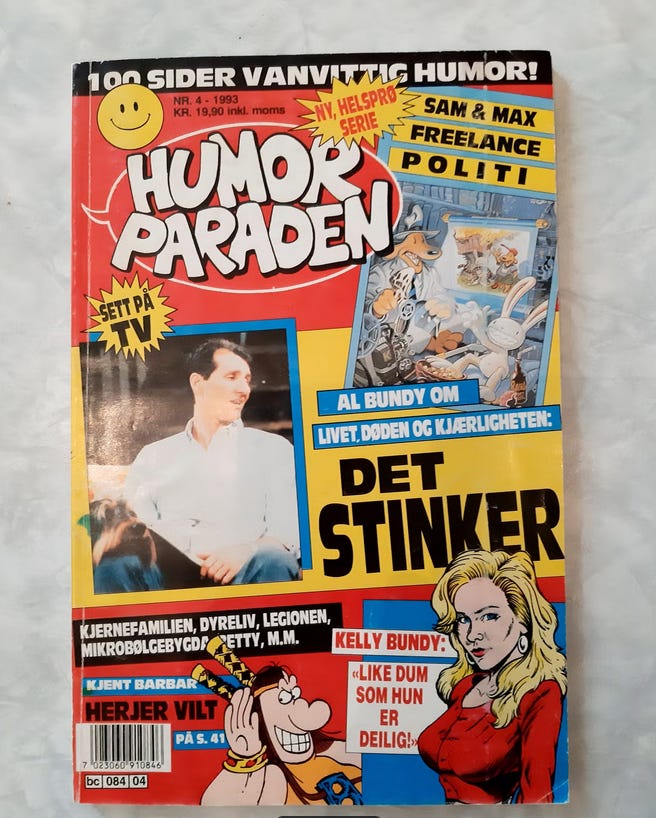 100 SIDER VANVITTIG HUMOR!
NR. 4 - 1993
KR. 19,90 inkl. moms
NY, HELSPRØ
SERIE
SAM & MAX
FREELANCE
POLITI
HUMOR
PARADEN
SETT PÅ
TV
AL BUNDY OM
LIVET, DØDEN OG KJÆRLIGHETEN:
DET
STINKER
KJERNEFAMILIEN, DYRELIV, LEGIONEN,
MIKROBØLGEBYGDA, BETTY, M.M.
KELLY BUNDY:
«LIKE DUM
SOM HUN
ER
DEILIG!»
KJENT BARBAR
HERJER VILT
PÅ S. 41
7 023060 910846
bc 084 04